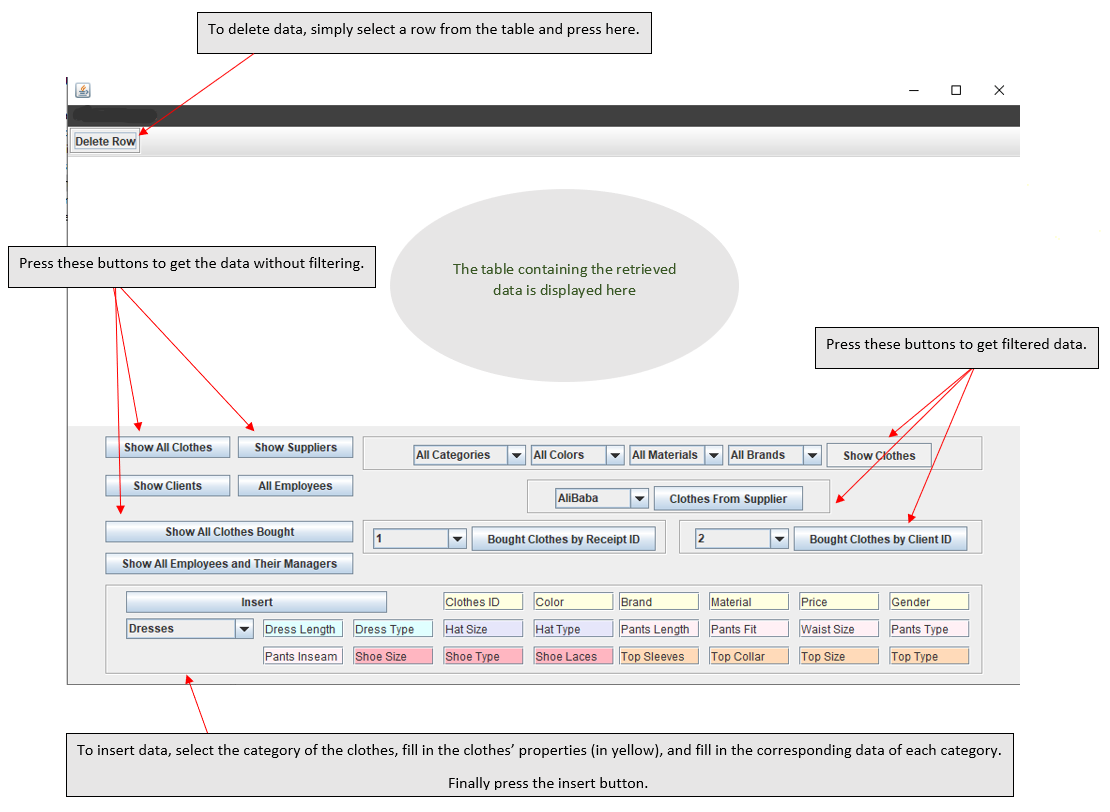 To delete data, simply select a row from the table and press here.
Delete Row
Press these buttons to get the data without filtering.
The table containing the retrieved
data is displayed here
Press these buttons to get filtered data.
Show All Clothes
Show Suppliers
All Categories
All Colors
All Materials
All Brands
Show Clothes
Show Clients
All Employees
AliBaba
Clothes From Supplier
Show All Clothes Bought
1
Bought Clothes by Receipt ID
2
Bought Clothes by Client ID
Show All Employees and Their Managers
Insert
Clothes ID
Color
Brand
Material
Price
Gender
Dresses
Dress Length
Dress Type
Hat Size
Hat Type
Pants Length
Pants Fit
Waist Size
Pants Type
Pants Inseam
Shoe Size
Shoe Type
Shoe Laces
Top Sleeves
Top Collar
Top Size
Top Type
To insert data, select the category of the clothes, fill in the clothes’ properties (in yellow), and fill in the corresponding data of each category.
Finally press the insert button.